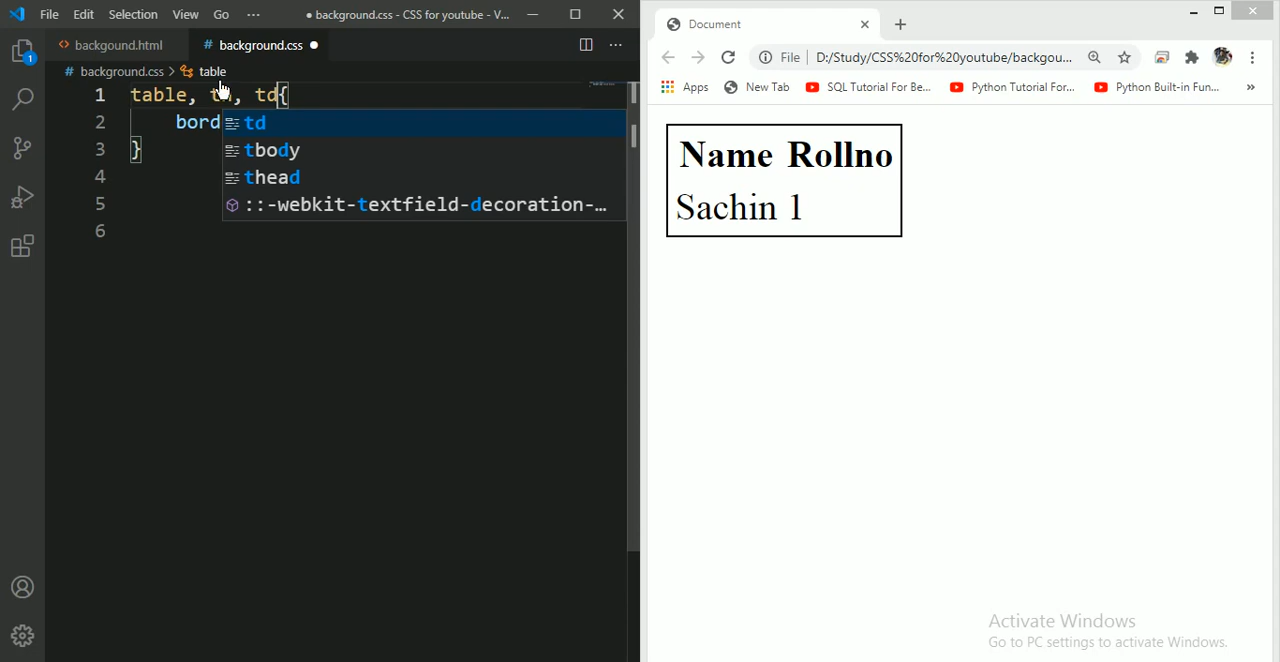 File Edit Selection View Go ··· ● background.css - CSS for youtube - V...
backgound.html # background.css ●
# background.css > table
1 table, th, td{
2 bord
3 }
4
5
6
td
tbody
thead
::-webkit-textfield-decoration-...
1
Document
File D:/Study/CSS%20for%20youtube/backgou...
Apps New Tab SQL Tutorial For Be... Python Tutorial For... Python Built-in Fun... »
Name Rollno
Sachin 1
Activate Windows
Go to PC settings to activate Windows.